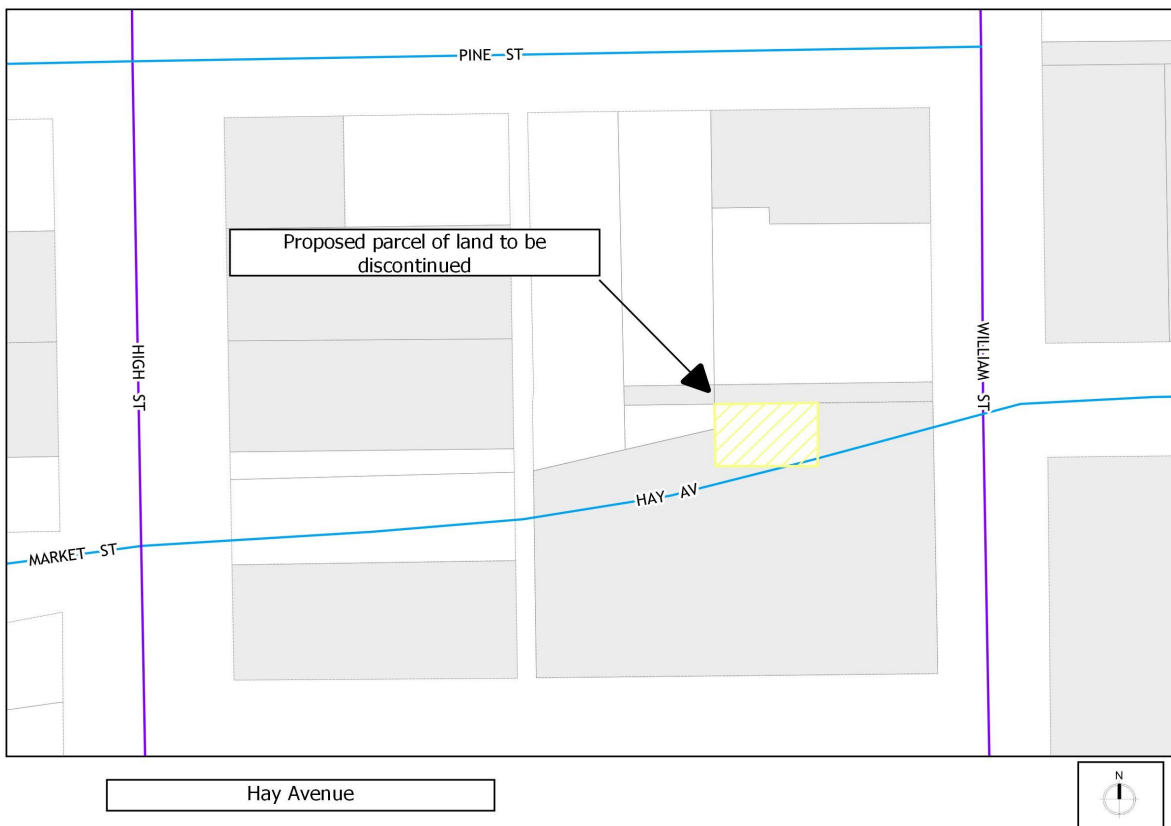 PINE ST
Proposed parcel of land to be
discontinued
HIGH ST
WILLIAM ST
HAY AV
MARKET ST
Hay Avenue
N